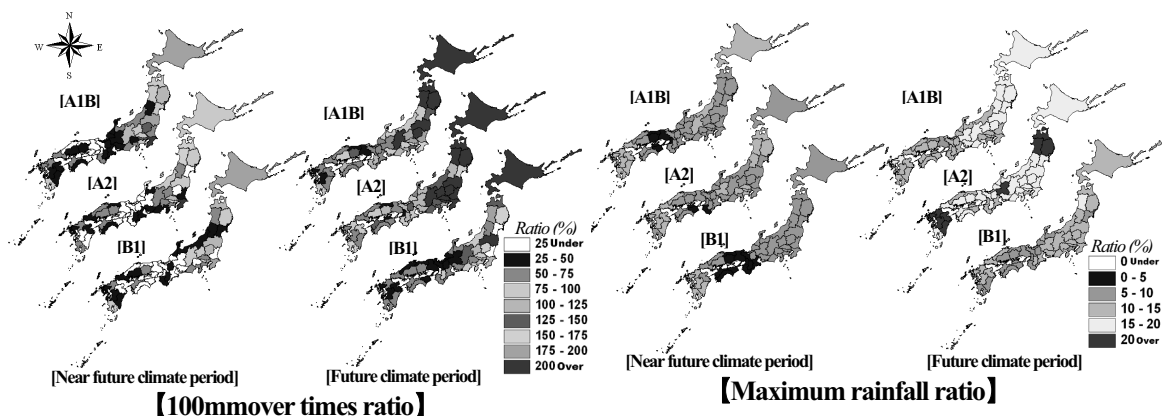 N
W E
S
[A1B]
[A2]
[B1]
[Near future climate period]
[A1B]
[A2]
[B1]
[Future climate period]
Ratio (%)
25 Under
25 - 50
50 - 75
75 - 100
100 - 125
125 - 150
150 - 175
175 - 200
200 Over
【100mmover times ratio】
[A1B]
[A2]
[B1]
[Near future climate period]
[A1B]
[A2]
[B1]
[Future climate period]
Ratio (%)
0 Under
0 - 5
5 - 10
10 - 15
15 - 20
20 Over
【Maximum rainfall ratio】